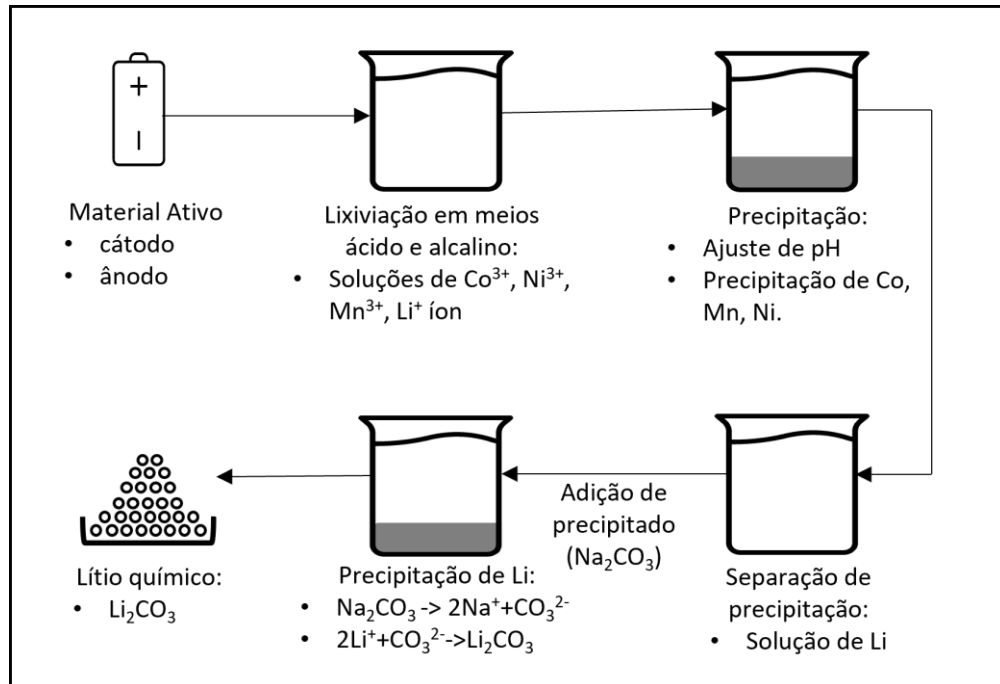 +
–
Material Ativo
• cátodo
• ânodo
Lixiviação em meios
ácido e alcalino:
• Soluções de Co³⁺, Ni³⁺,
Mn³⁺, Li⁺ íon
Precipitação:
• Ajuste de pH
• Precipitação de Co,
Mn, Ni.
Separação de
precipitação:
• Solução de Li
Adição de
precipitado
(Na₂CO₃)
Precipitação de Li:
• Na₂CO₃ -> 2Na⁺+CO₃²⁻
• 2Li⁺+CO₃²⁻->Li₂CO₃
Lítio químico:
• Li₂CO₃